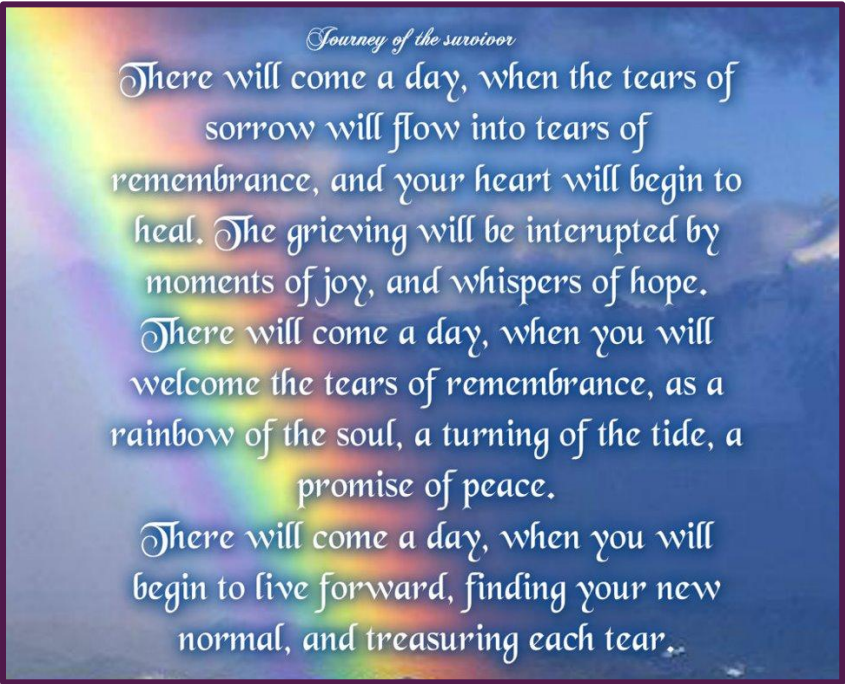 Journey of the survivor
There will come a day, when the tears of
sorrow will flow into tears of
remembrance, and your heart will begin to
heal. The grieving will be interupted by
moments of joy, and whispers of hope.
There will come a day, when you will
welcome the tears of remembrance, as a
rainbow of the soul, a turning of the tide, a
promise of peace.
There will come a day, when you will
begin to live forward, finding your new
normal, and treasuring each tear.